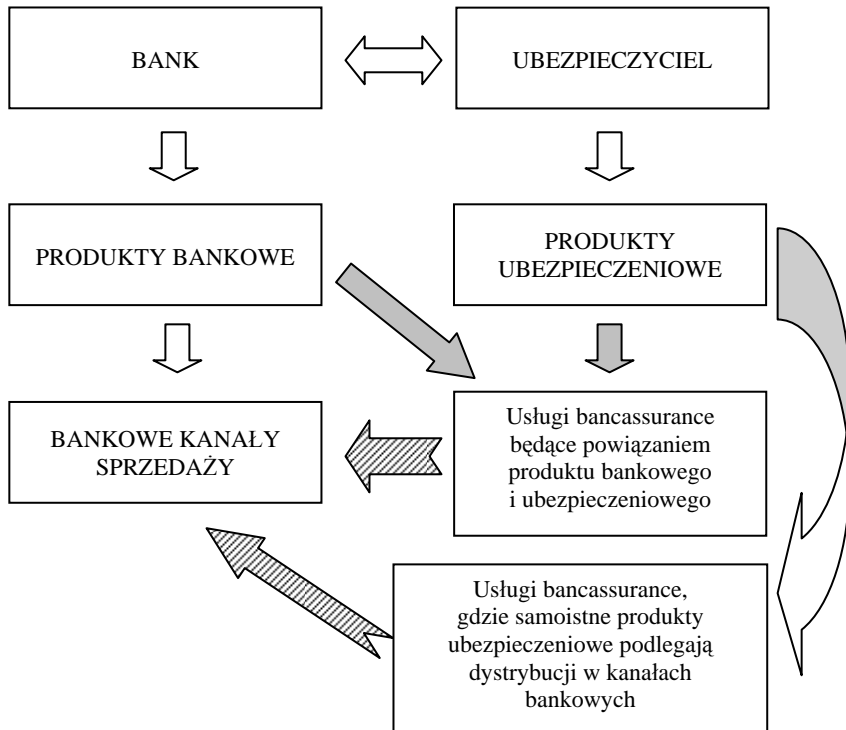 BANK
UBEZPIECZYCIEL
PRODUKTY BANKOWE
PRODUKTY
UBEZPIECZENIOWE
BANKOWE KANAŁY
SPRZEDAŻY
Usługi bancassurance
będące powiązaniem
produktu bankowego
i ubezpieczeniowego
Usługi bancassurance,
gdzie samoistne produkty
ubezpieczeniowe podlegają
dystrybucji w kanałach
bankowych